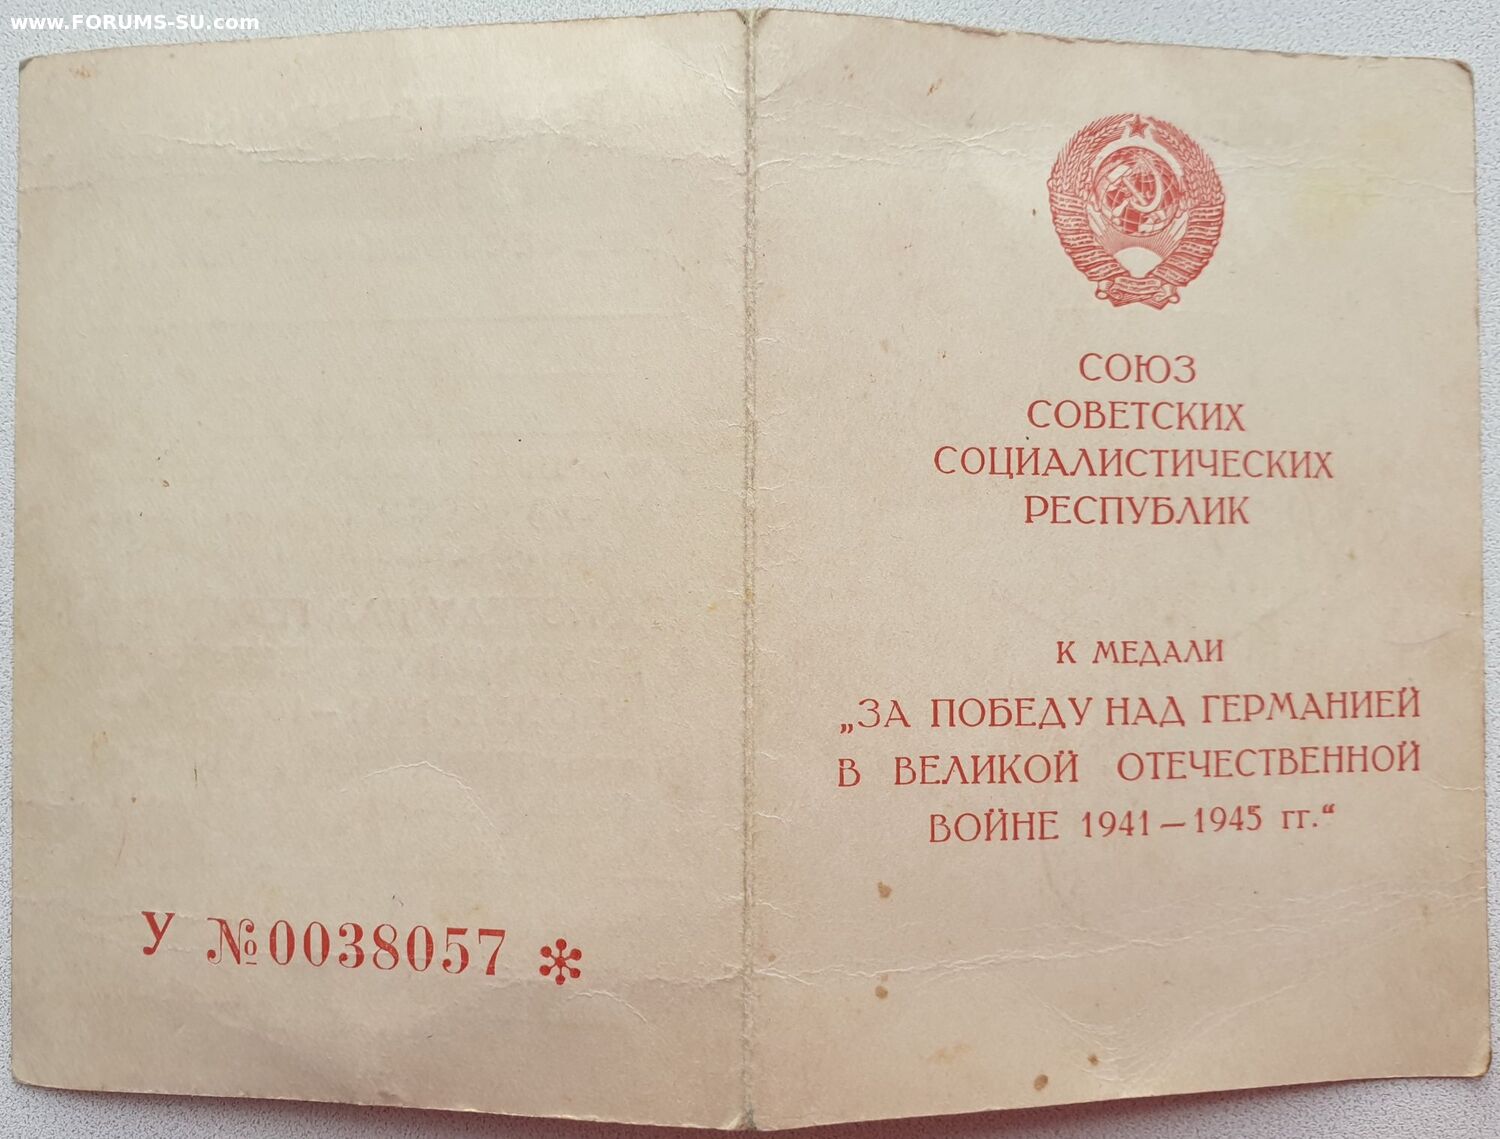 www.FORUMS-SU.com
СОЮЗ
СОВЕТСКИХ
СОЦИАЛИСТИЧЕСКИХ
РЕСПУБЛИК
К МЕДАЛИ
„ЗА ПОБЕДУ НАД ГЕРМАНИЕЙ
В ВЕЛИКОЙ ОТЕЧЕСТВЕННОЙ
ВОЙНЕ 1941—1945 гг.“
У №0038057 *